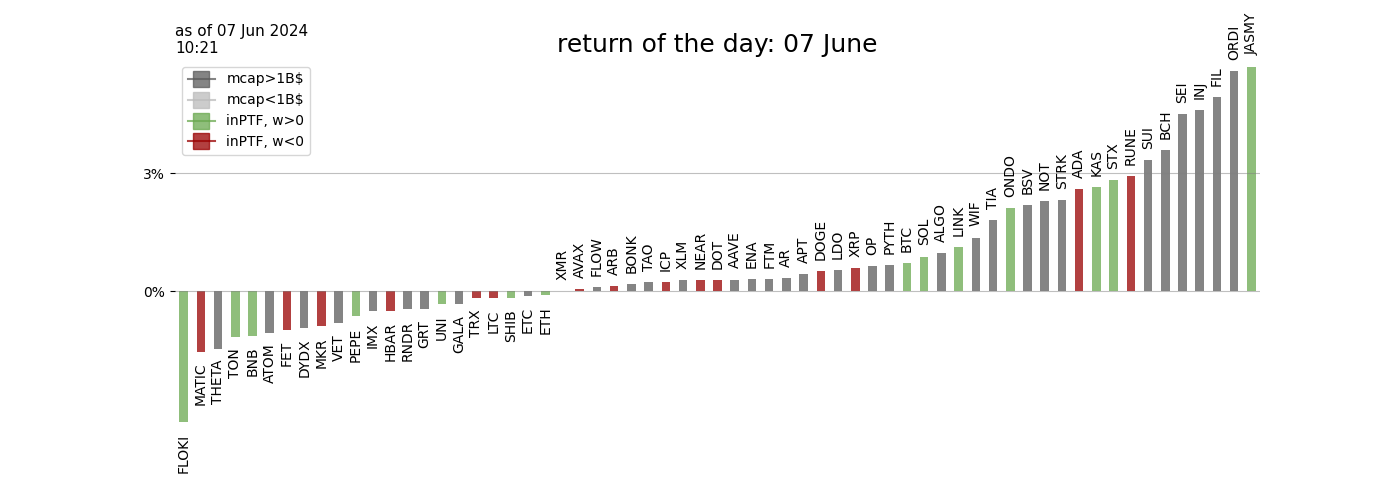 as of 07 Jun 2024
10:21
return of the day: 07 June
mcap>1B$
mcap<1B$
inPTF, w>0
inPTF, w<0
3%
0%
FLOKI
MATIC
THETA
TON
BNB
ATOM
FET
DYDX
MKR
VET
PEPE
IMX
HBAR
RNDR
GRT
UNI
GALA
TRX
LTC
SHIB
ETC
ETH
XMR
AVAX
FLOW
ARB
BONK
TAO
ICP
XLM
NEAR
DOT
AAVE
ENA
FTM
AR
APT
DOGE
LDO
XRP
OP
PYTH
BTC
SOL
ALGO
LINK
WIF
TIA
ONDO
BSV
NOT
STRK
ADA
KAS
STX
RUNE
SUI
BCH
SEI
INJ
FIL
ORDI
JASMY